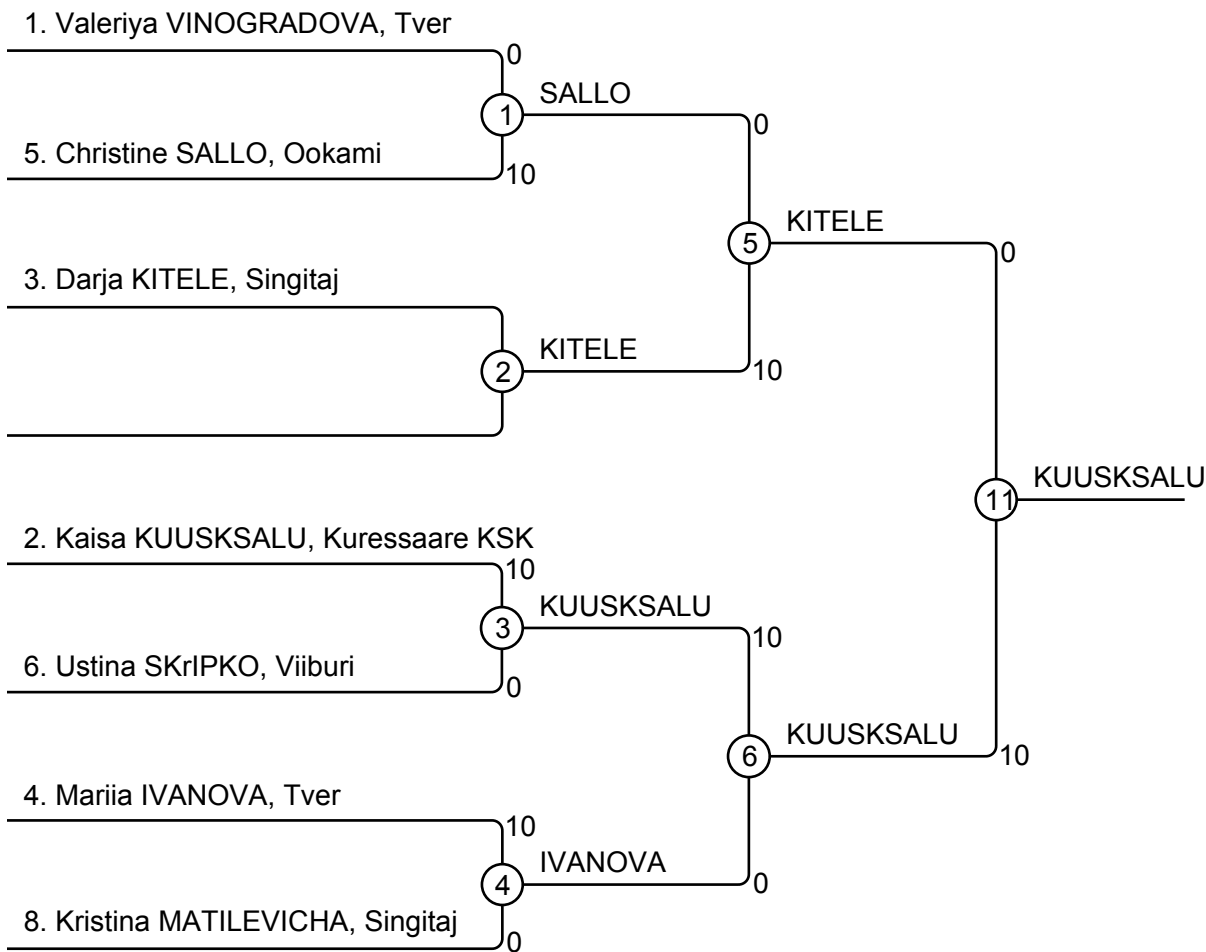 1. Valeriya VINOGRADOVA, Tver
0
SALLO
1
0
5. Christine SALLO, Ookami
10
KITELE
5
0
3. Darja KITELE, Singitaj
KITELE
2
10
KUUSKSALU
11
2. Kaisa KUUSKSALU, Kuressaare KSK
10
KUUSKSALU
3
10
6. Ustina SKrIPKO, Viiburi
0
KUUSKSALU
6
10
4. Mariia IVANOVA, Tver
10
IVANOVA
4
0
8. Kristina MATILEVICHA, Singitaj
0